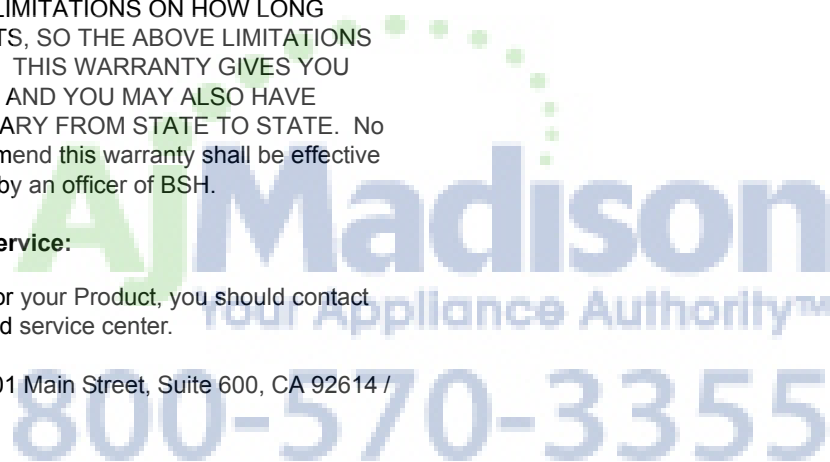 LIMITATIONS ON HOW LONG
TS, SO THE ABOVE LIMITATIONS
THIS WARRANTY GIVES YOU
AND YOU MAY ALSO HAVE
ARY FROM STATE TO STATE. No
mend this warranty shall be effective
by an officer of BSH.
ervice:
or your Product, you should contact
d service center.
01 Main Street, Suite 600, CA 92614 /
AjMadison
Your Appliance Authority™
800-570-3355